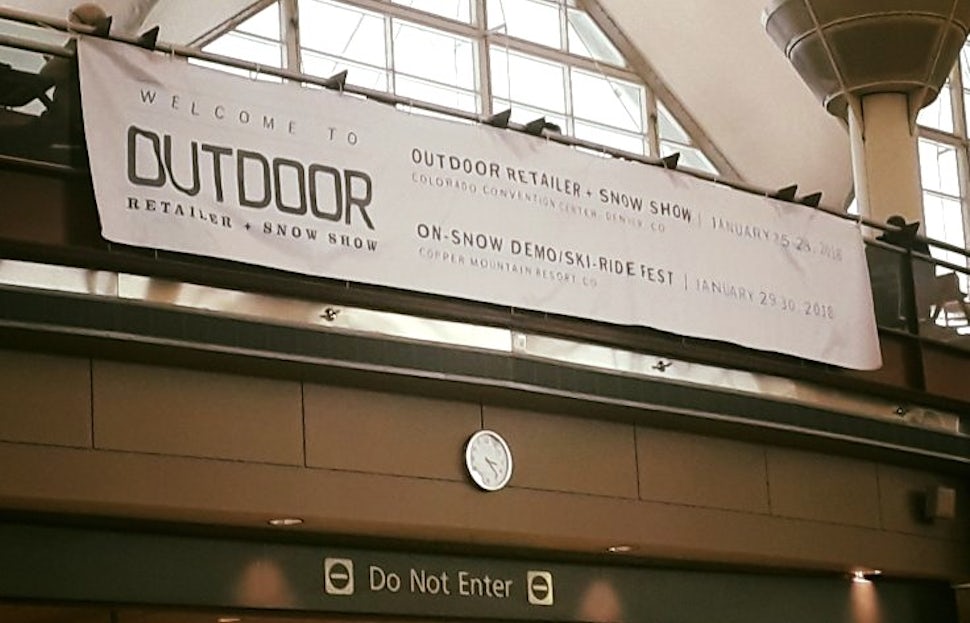 WELCOME TO
OUTDOOR
RETAILER + SNOW SHOW
OUTDOOR RETAILER + SNOW SHOW | JANUARY 25-28, 2018
COLORADO CONVENTION CENTER, DENVER, CO
ON-SNOW DEMO/SKI-RIDE FEST | JANUARY 29-30, 2018
COPPER MOUNTAIN RESORT, CO
Do Not Enter